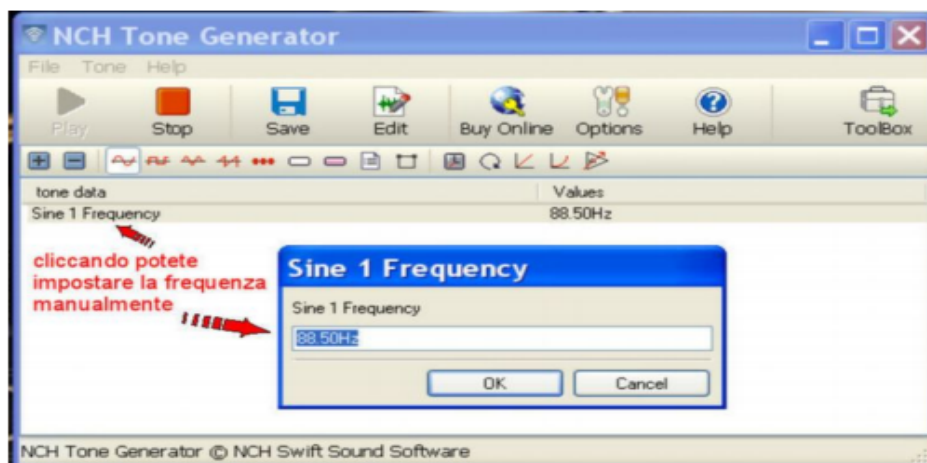 NCH Tone Generator
File Tone Help
Play Stop Save Edit Buy Online Options Help ToolBox
tone data Values
Sine 1 Frequency 88.50Hz
cliccando potete
impostare la frequenza
manualmente
Sine 1 Frequency
Sine 1 Frequency
88.50Hz
OK Cancel
NCH Tone Generator © NCH Swift Sound Software